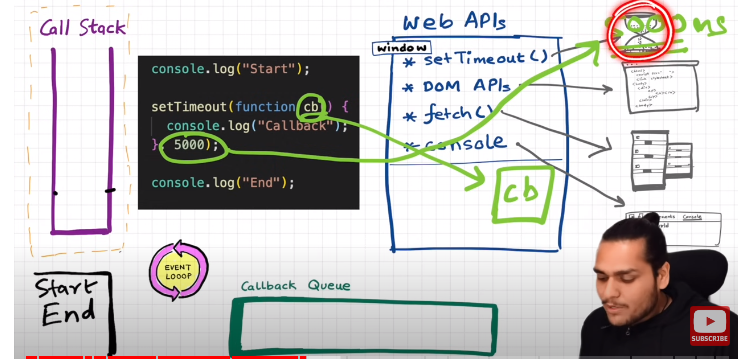 Call Stack
console.log("Start");
setTimeout(function cb() {
console.log("Callback");
}, 5000);
console.log("End");
Web APIs
window
* setTimeout()
* DOM APIs
* fetch()
* console
cb
Start
End
EVENT
LOOOP
Callback Queue
Console
SUBSCRIBE